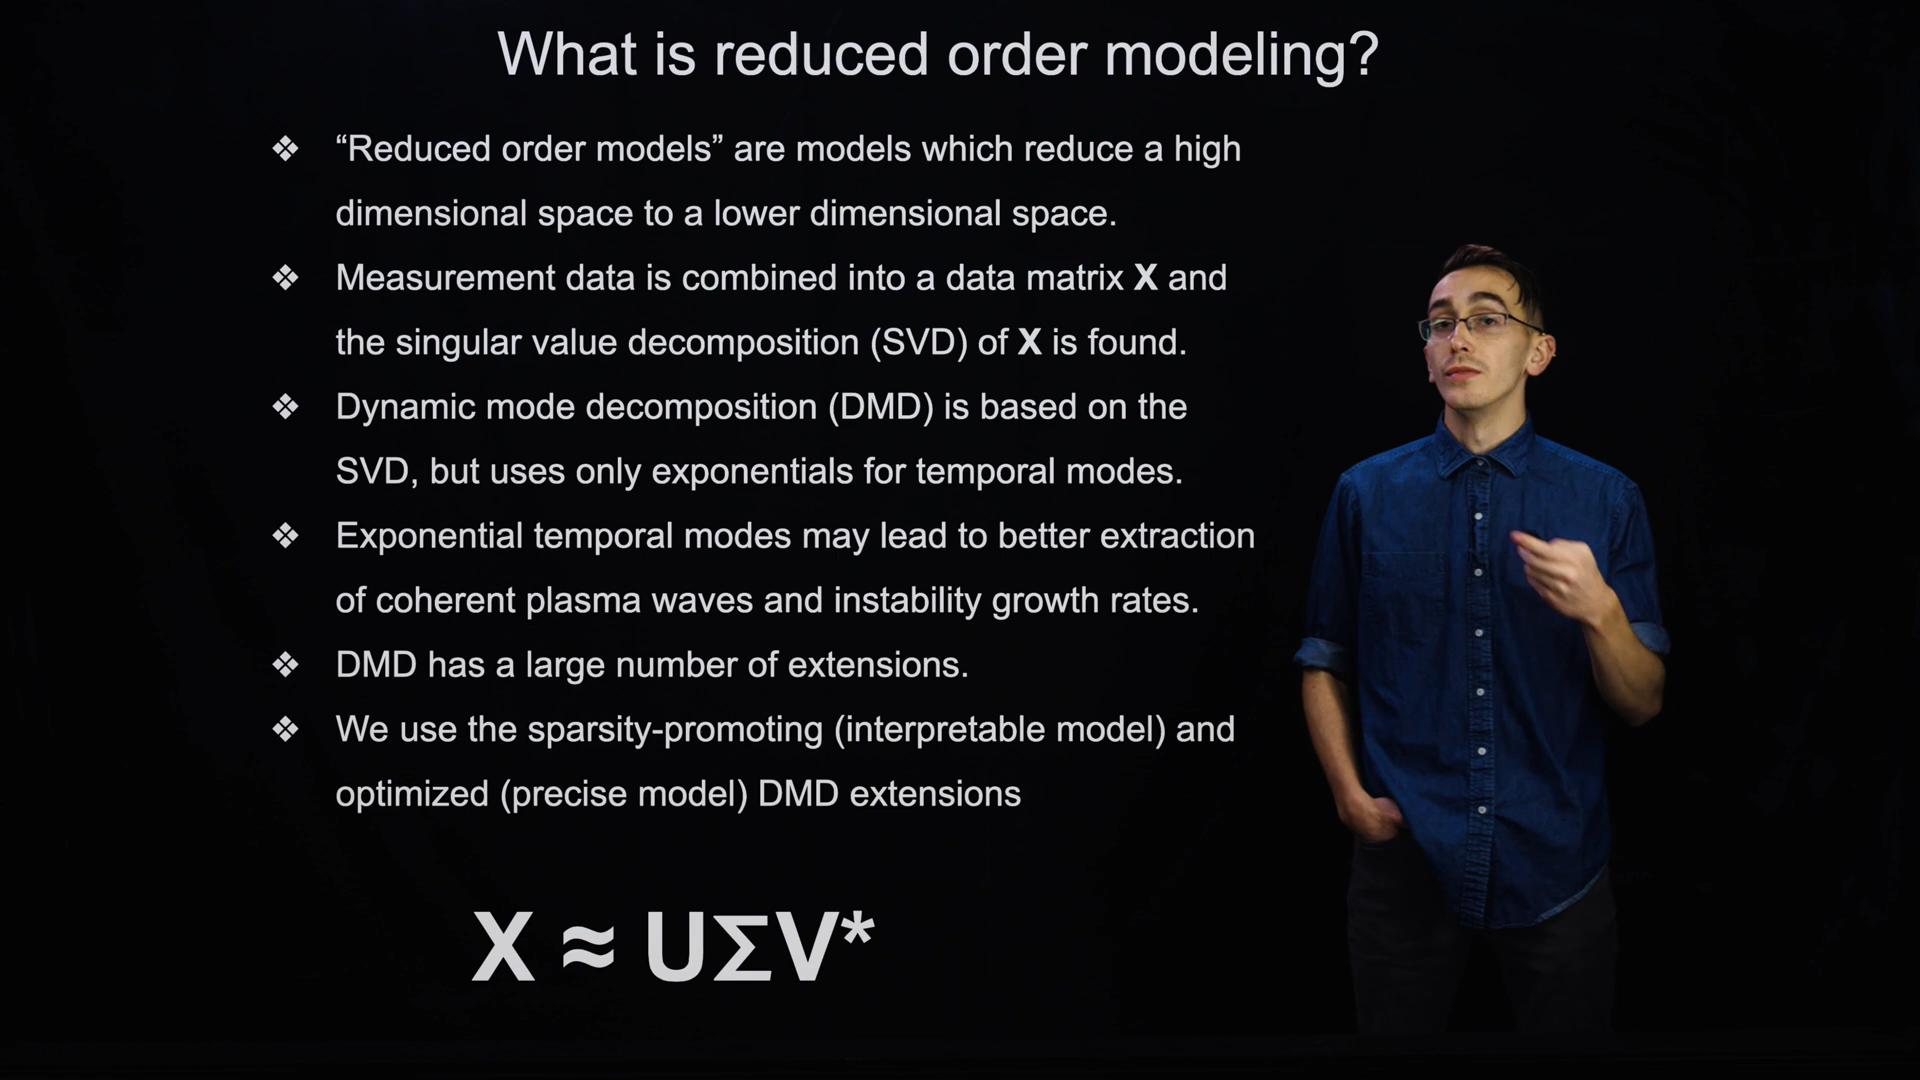 What is reduced order modeling?
❖ “Reduced order models” are models which reduce a high
dimensional space to a lower dimensional space.
❖ Measurement data is combined into a data matrix X and
the singular value decomposition (SVD) of X is found.
❖ Dynamic mode decomposition (DMD) is based on the
SVD, but uses only exponentials for temporal modes.
❖ Exponential temporal modes may lead to better extraction
of coherent plasma waves and instability growth rates.
❖ DMD has a large number of extensions.
❖ We use the sparsity-promoting (interpretable model) and
optimized (precise model) DMD extensions
X ≈ UΣV*